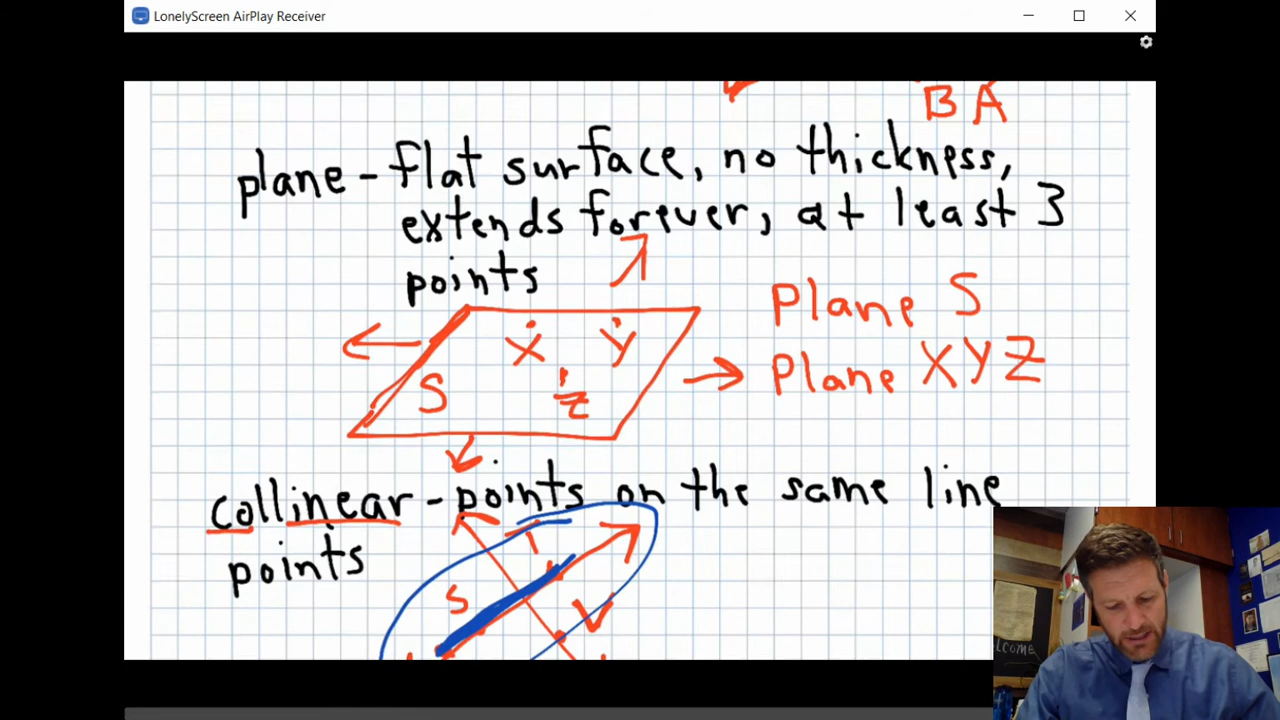 LonelyScreen AirPlay Receiver
B A
plane - flat surface, no thickness,
extends forever, at least 3
points
Plane S
X Y
Plane XYZ
S Z
collinear - points on the same line
points
T
S
V